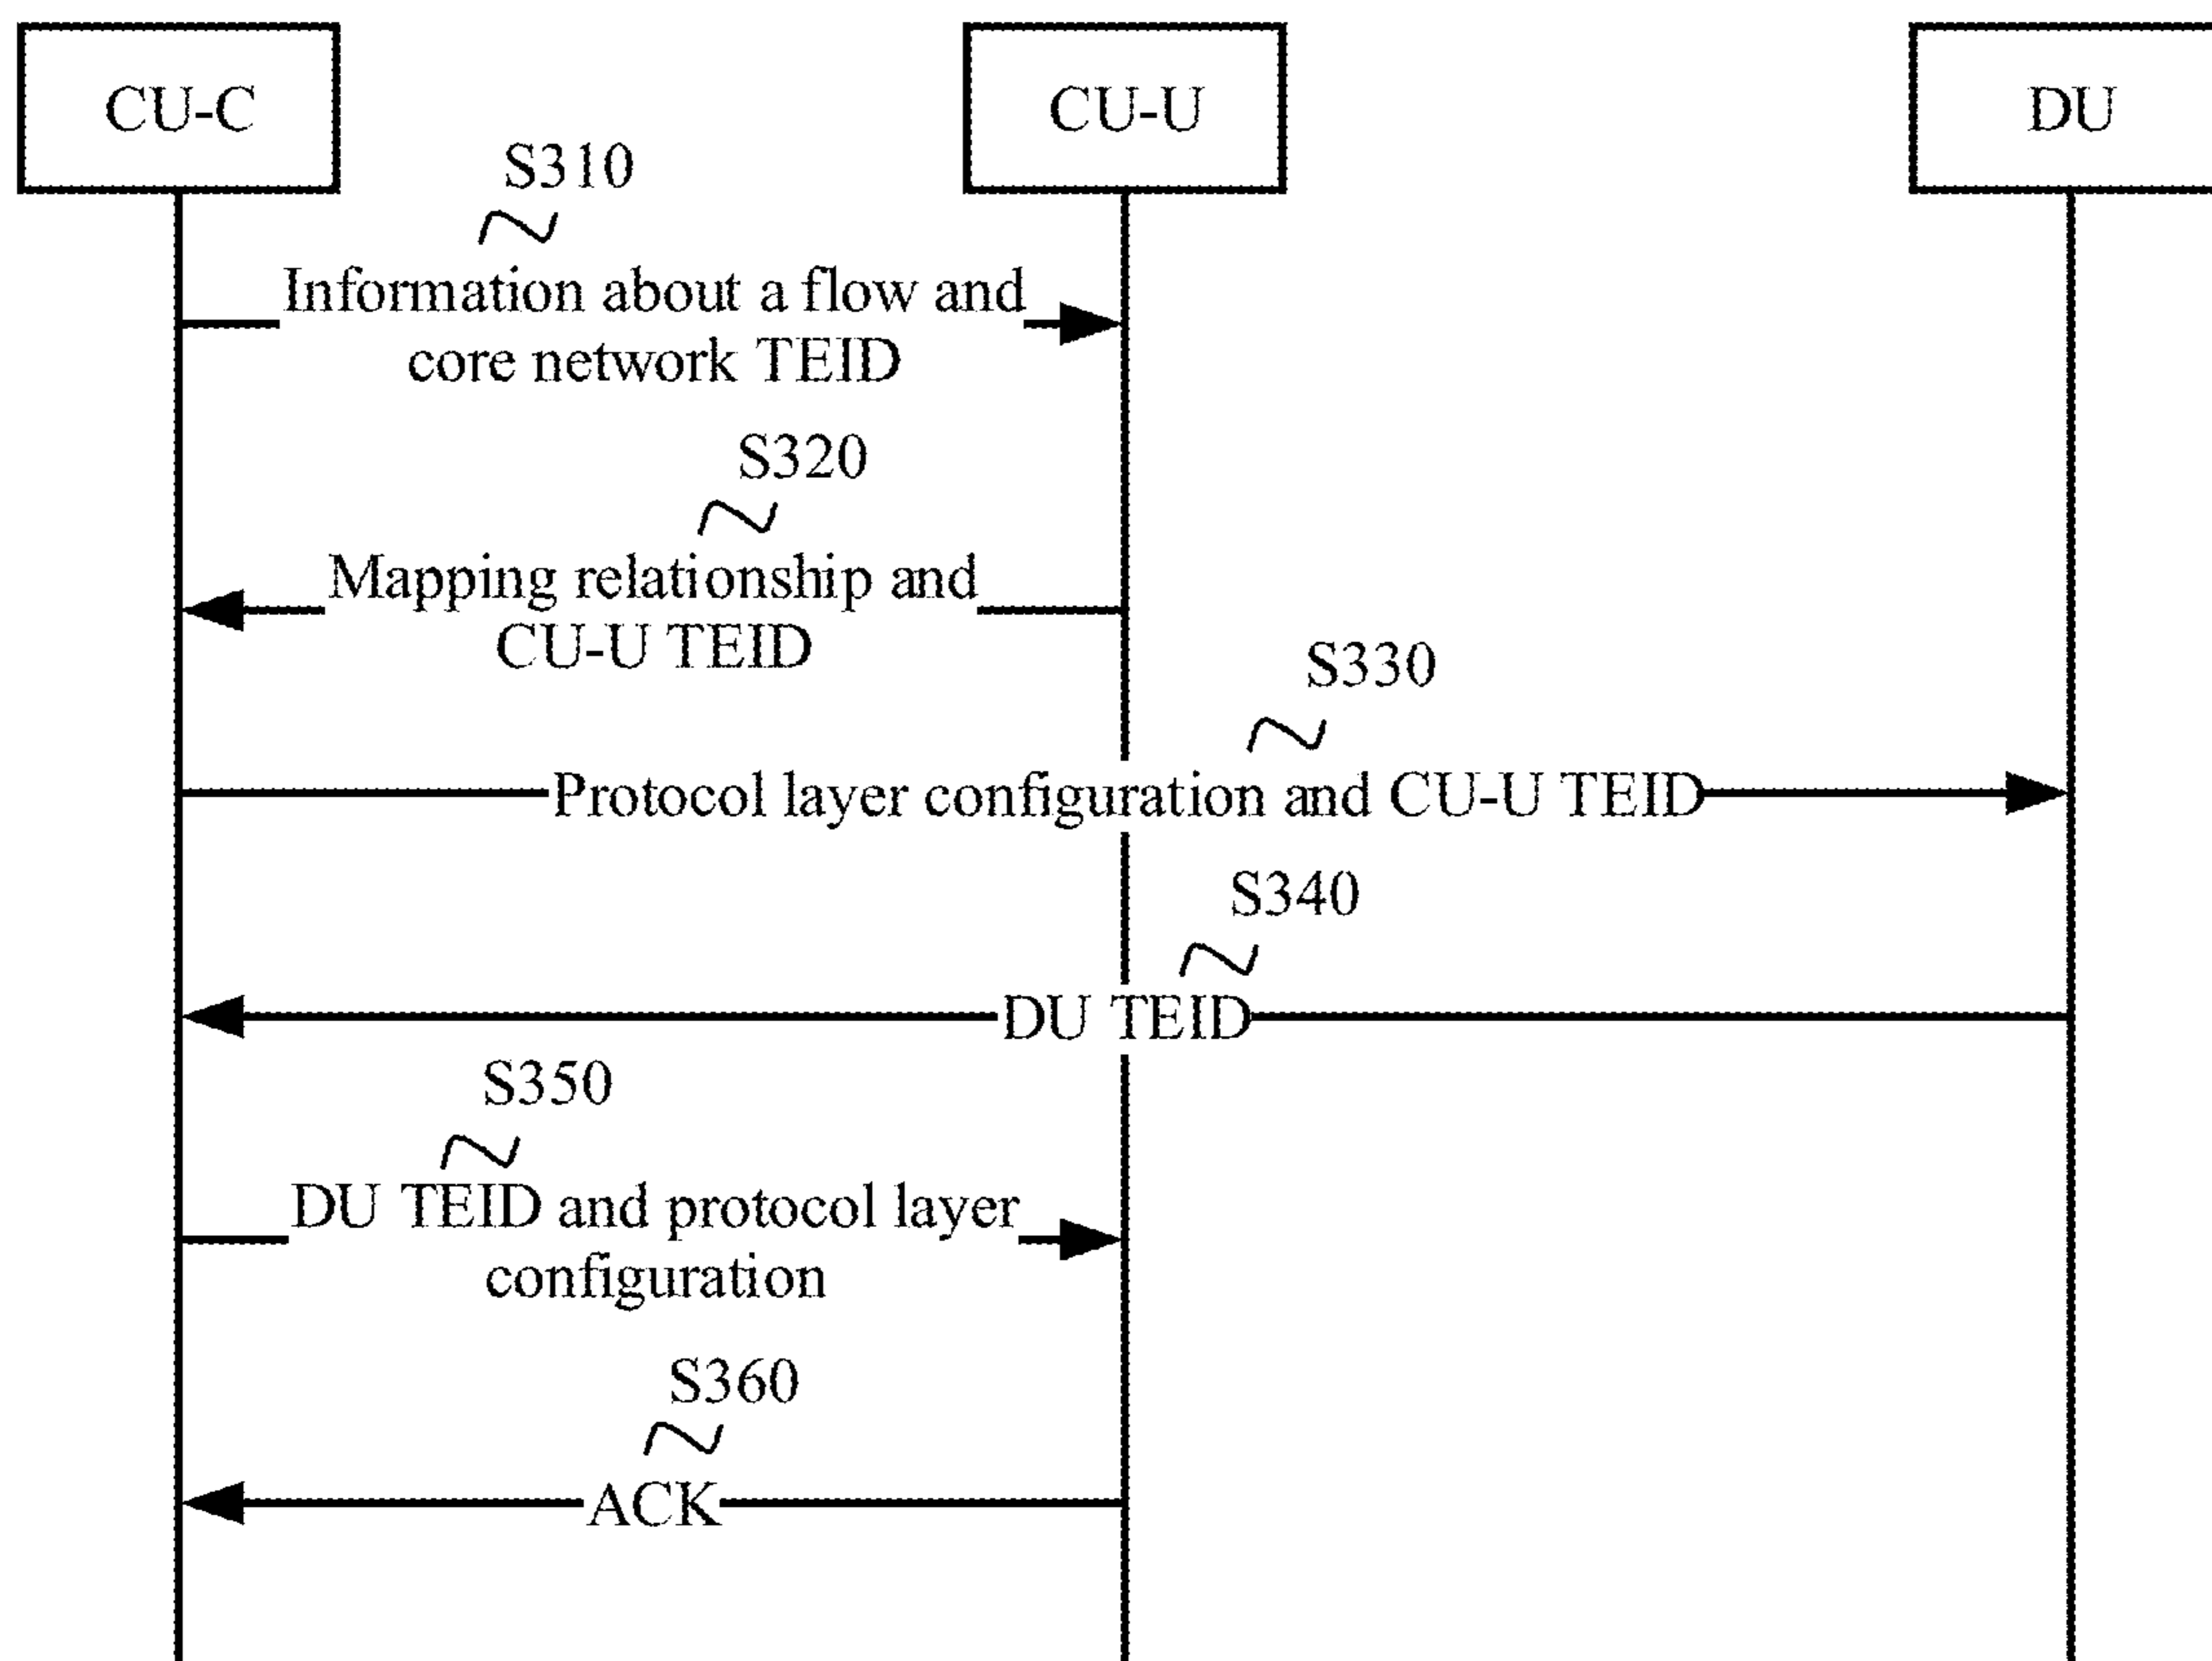 CU-C
CU-U
DU
S310
Information about a flow and
core network TEID
S320
Mapping relationship and
CU-U TEID
S330
Protocol layer configuration and CU-U TEID
S340
DU TEID
S350
DU TEID and protocol layer
configuration
S360
ACK